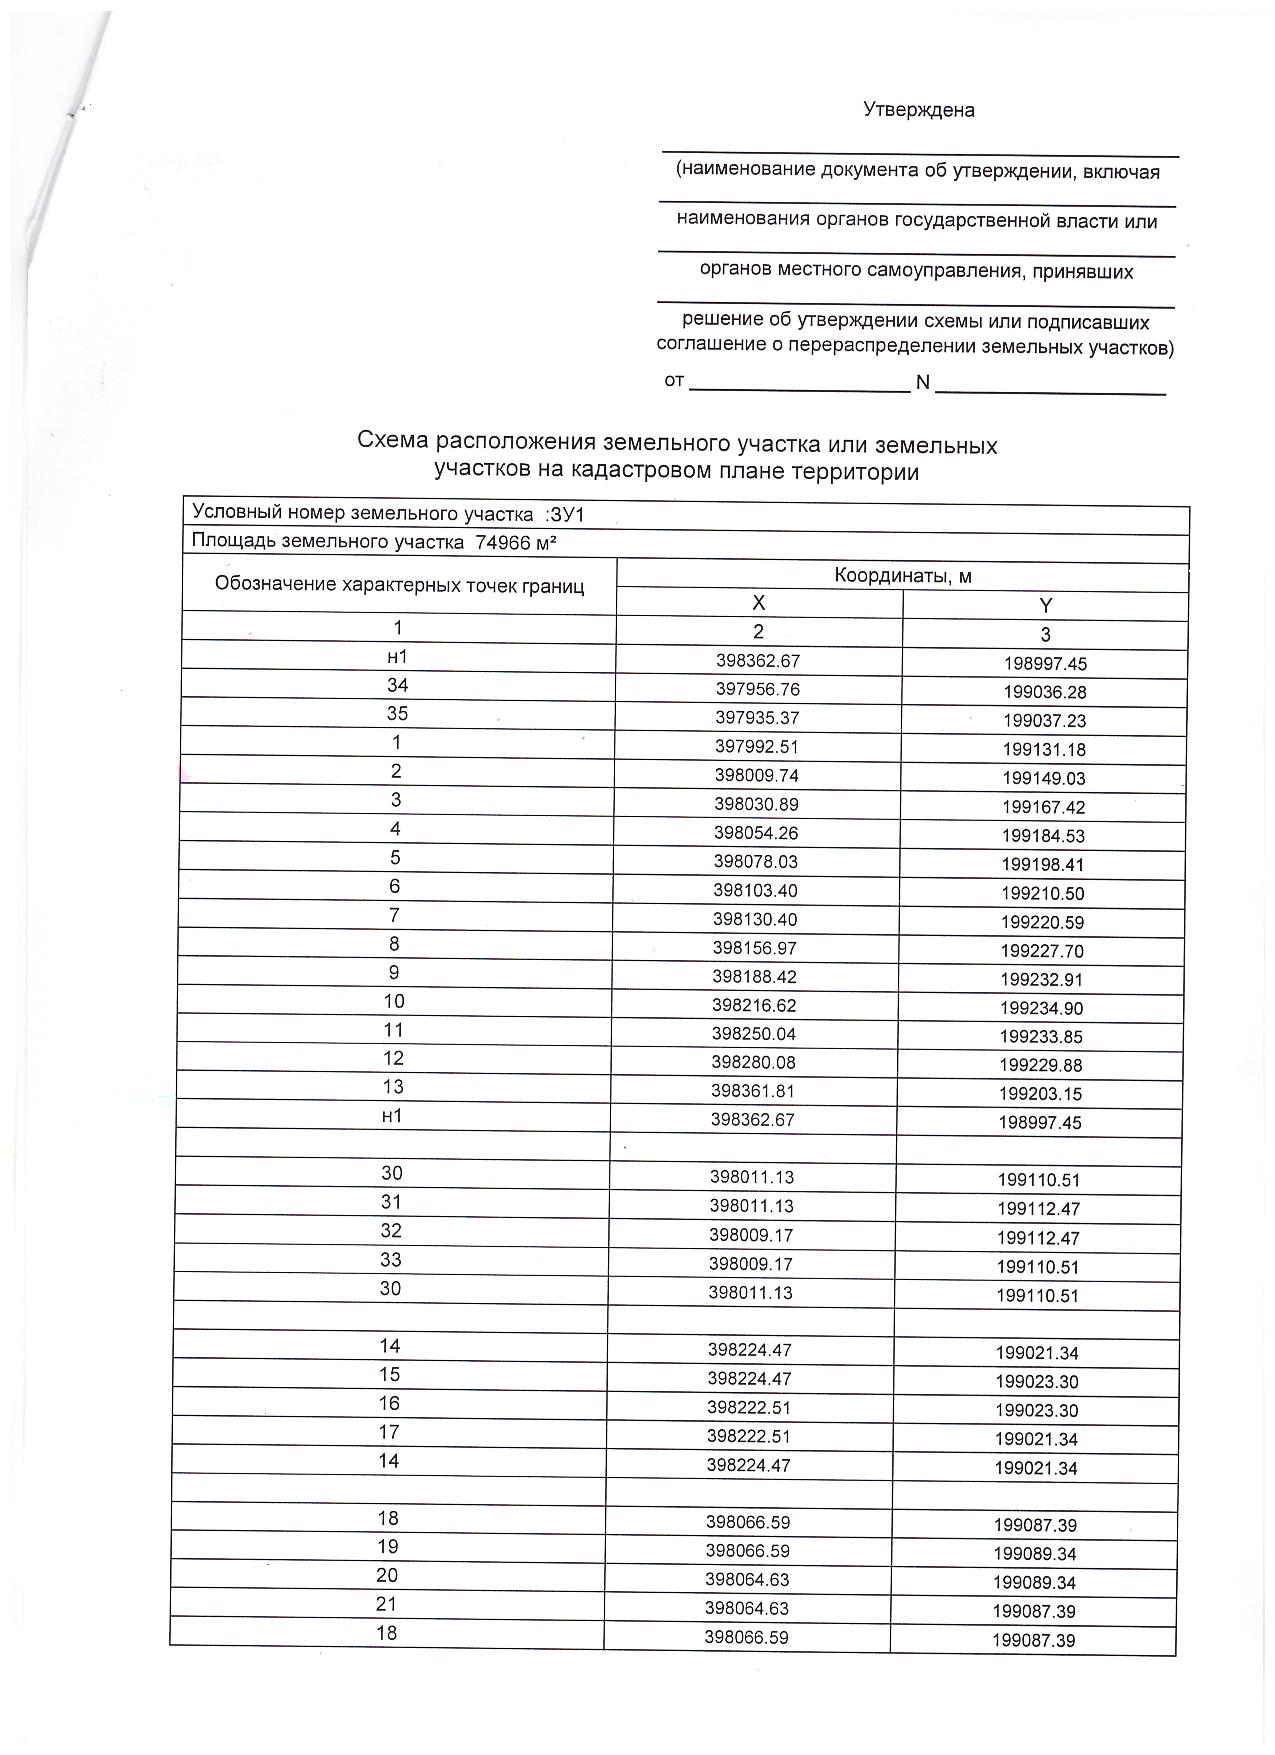 Утверждена
(наименование документа об утверждении, включая
наименования органов государственной власти или
органов местного самоуправления, принявших
решение об утверждении схемы или подписавших
соглашение о перераспределении земельных участков)
от ____________ N ____________
Схема расположения земельного участка или земельных
участков на кадастровом плане территории
Условный номер земельного участка :ЗУ1
Площадь земельного участка 74966 м²
Обозначение характерных точек границ Координаты, м
X Y
1 2 3
н1 398362.67 198997.45
34 397956.76 199036.28
35 397935.37 199037.23
1 397992.51 199131.18
2 398009.74 199149.03
3 398030.89 199167.42
4 398054.26 199184.53
5 398078.03 199198.41
6 398103.40 199210.50
7 398130.40 199220.59
8 398156.97 199227.70
9 398188.42 199232.91
10 398216.62 199234.90
11 398250.04 199233.85
12 398280.08 199229.88
13 398361.81 199203.15
н1 398362.67 198997.45
30 398011.13 199110.51
31 398011.13 199112.47
32 398009.17 199112.47
33 398009.17 199110.51
30 398011.13 199110.51
14 398224.47 199021.34
15 398224.47 199023.30
16 398222.51 199023.30
17 398222.51 199021.34
14 398224.47 199021.34
18 398066.59 199087.39
19 398066.59 199089.34
20 398064.63 199089.34
21 398064.63 199087.39
18 398066.59 199087.39